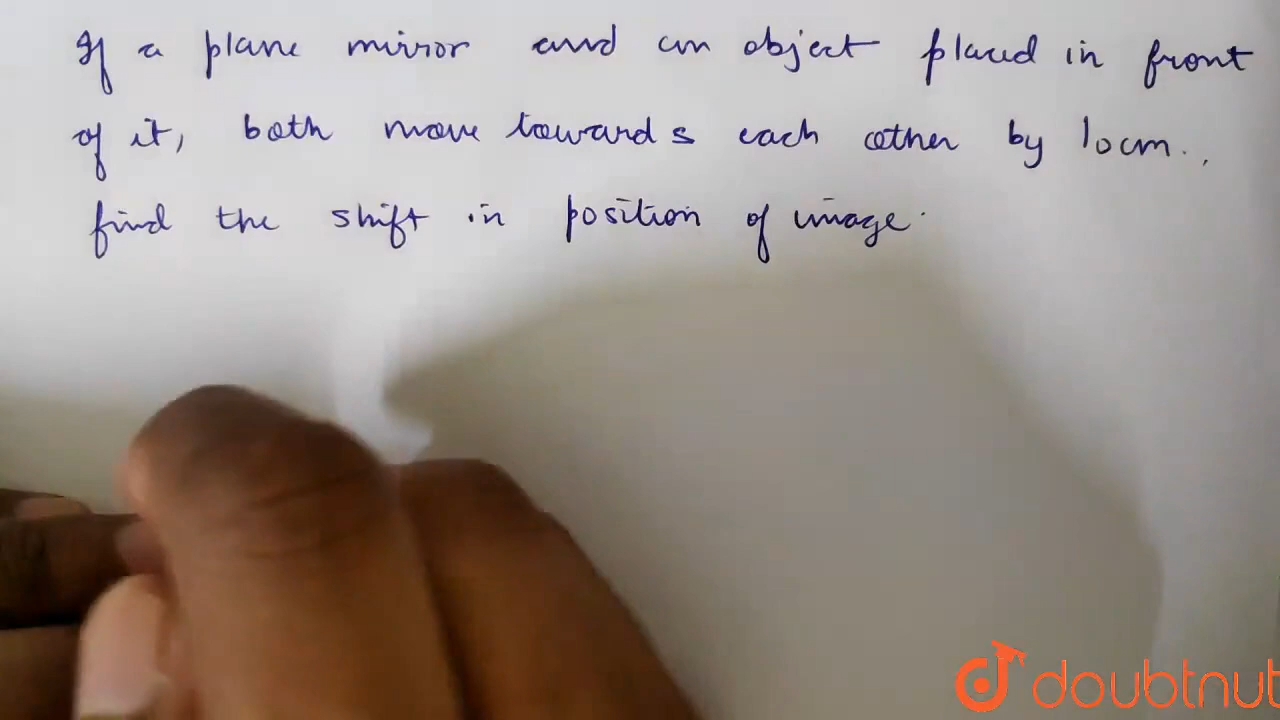 If a plane mirror and an object placed in front
of it, both move towards each other by 10cm.,
find the shift in position of image.
doubtnut